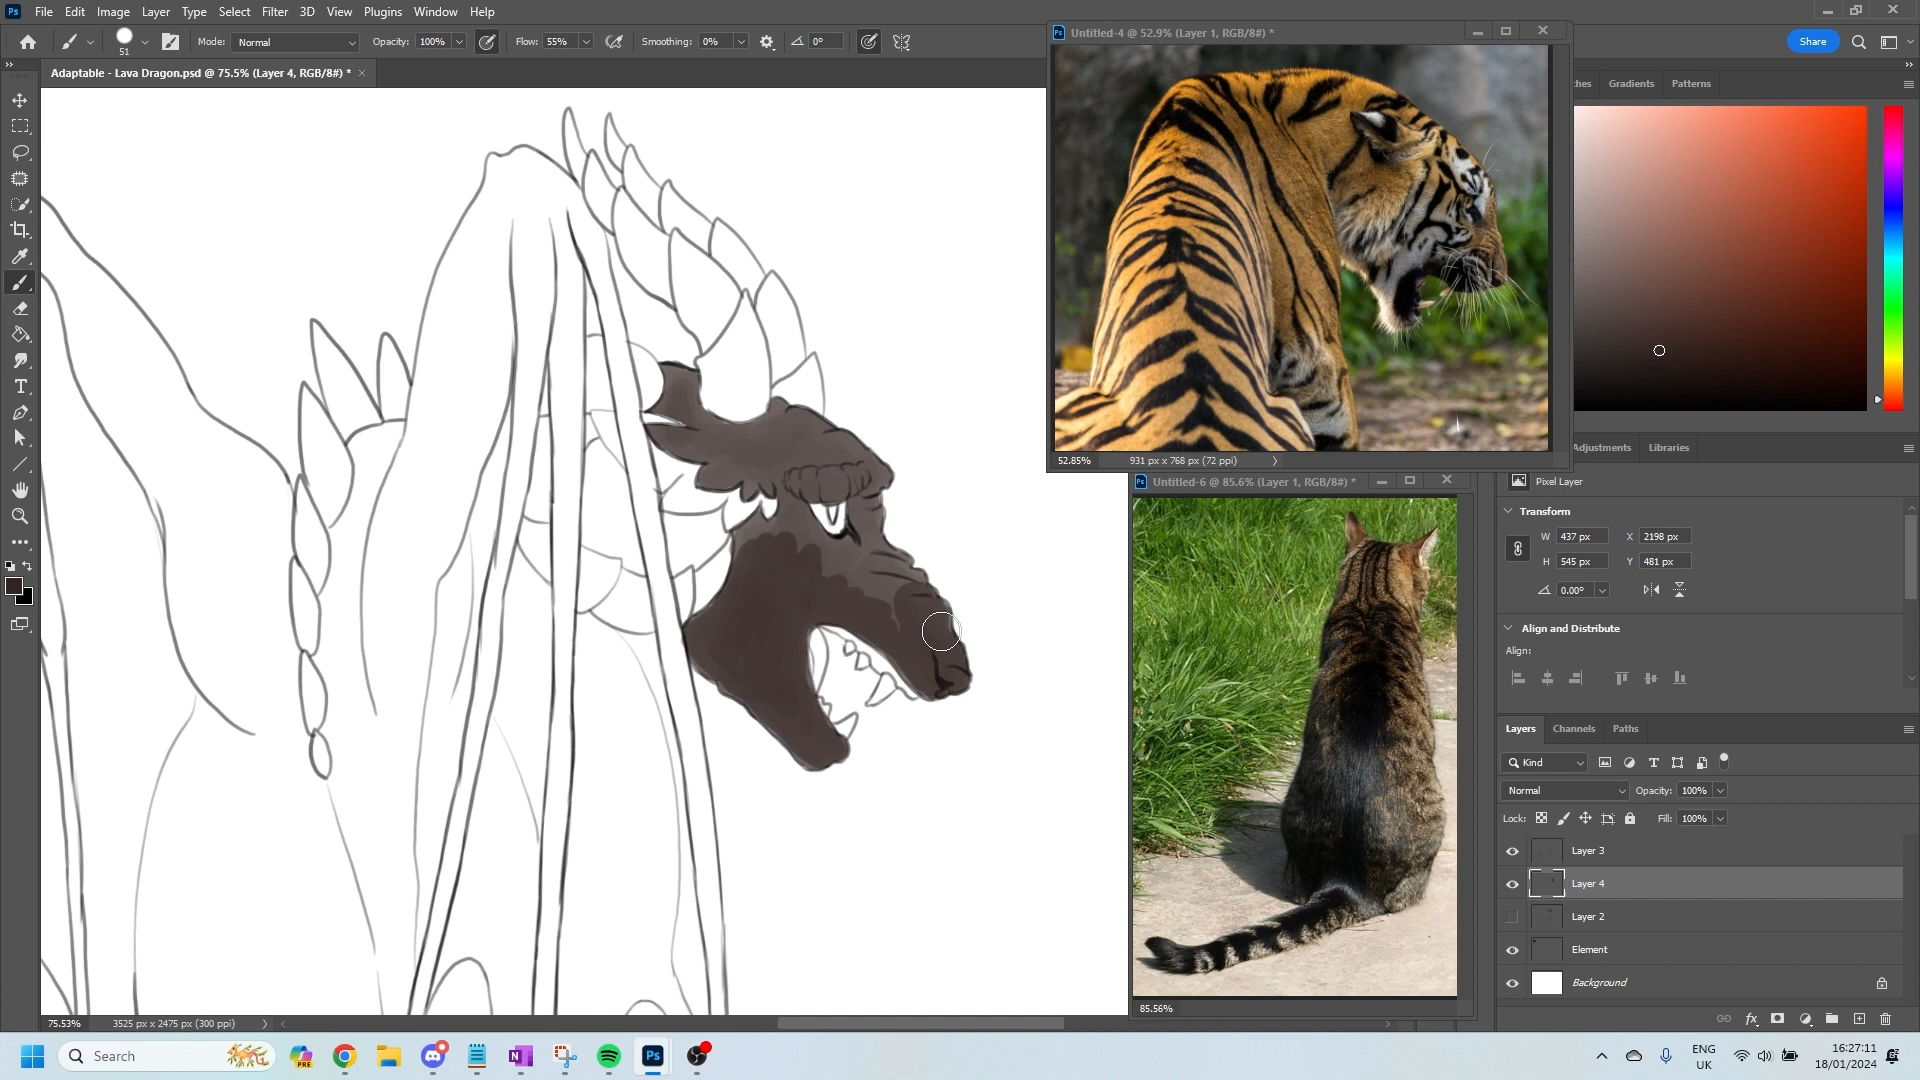 File Edit Image Layer Type Select Filter 3D View Plugins Window Help
51 Mode: Normal Opacity: 100% Flow: 55% Smoothing: 0% 0° Share
Adaptable - Lava Dragon.psd @ 75.5% (Layer 4, RGB/8#) *
Untitled-4 @ 52.9% (Layer 1, RGB/8#) *
52.85% 931 px x 768 px (72 ppi)
Gradients Patterns
Adjustments Libraries
Untitled-6 @ 85.6% (Layer 1, RGB/8#) *
85.56%
Pixel Layer
Transform
W 437 px X 2198 px
H 545 px Y 481 px
0.00°
Align and Distribute
Align:
Layers Channels Paths
Kind
Normal Opacity: 100%
Lock: Fill: 100%
Layer 3
Layer 4
Layer 2
Element
Background
75.53% 3525 px x 2475 px (300 ppi)
Search
PRE
ENG
UK
16:27:11
18/01/2024